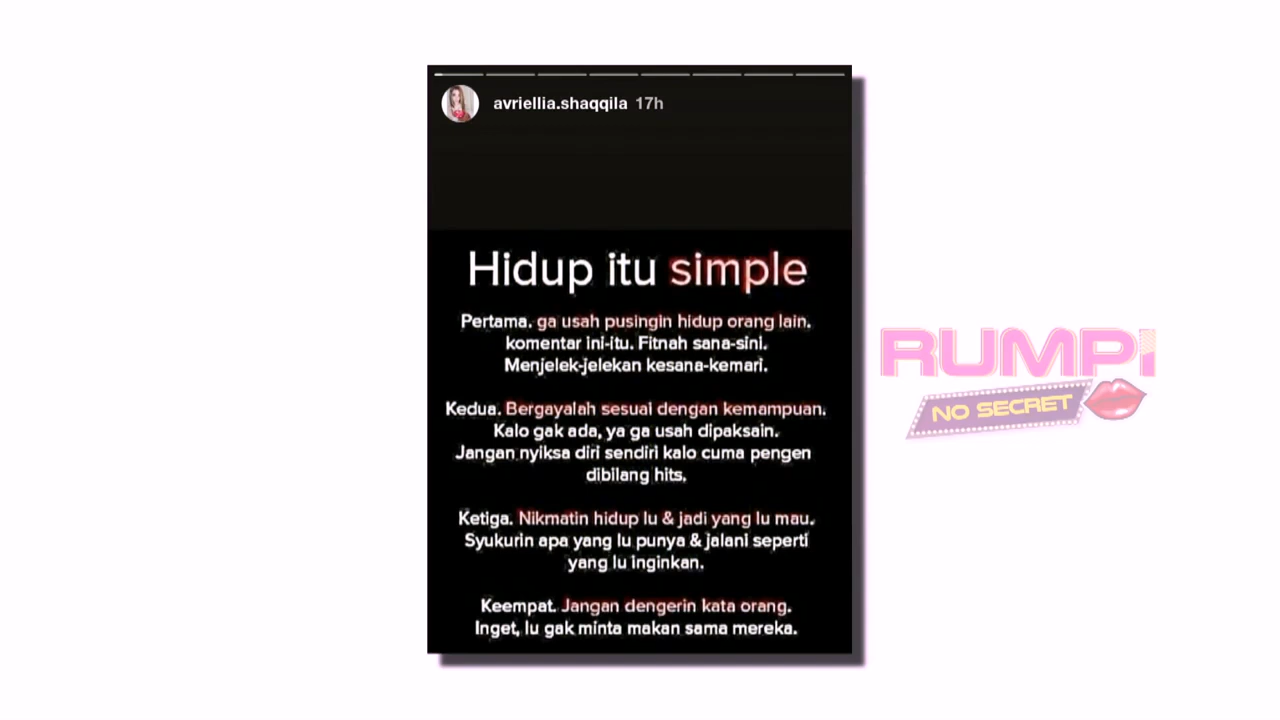 avriellia.shaqqila 17h
Hidup itu simple
Pertama. ga usah pusingin hidup orang lain.
komentar ini-itu. Fitnah sana-sini.
Menjelek-jelekan kesana-kemari.
Kedua. Bergayalah sesuai dengan kemampuan.
Kalo gak ada, ya ga usah dipaksain.
Jangan nyiksa diri sendiri kalo cuma pengen
dibilang hits.
Ketiga. Nikmatin hidup lu & jadi yang lu mau.
Syukurin apa yang lu punya & jalani seperti
yang lu inginkan.
Keempat. Jangan dengerin kata orang.
Inget, lu gak minta makan sama mereka.
RUMPI
NO SECRET